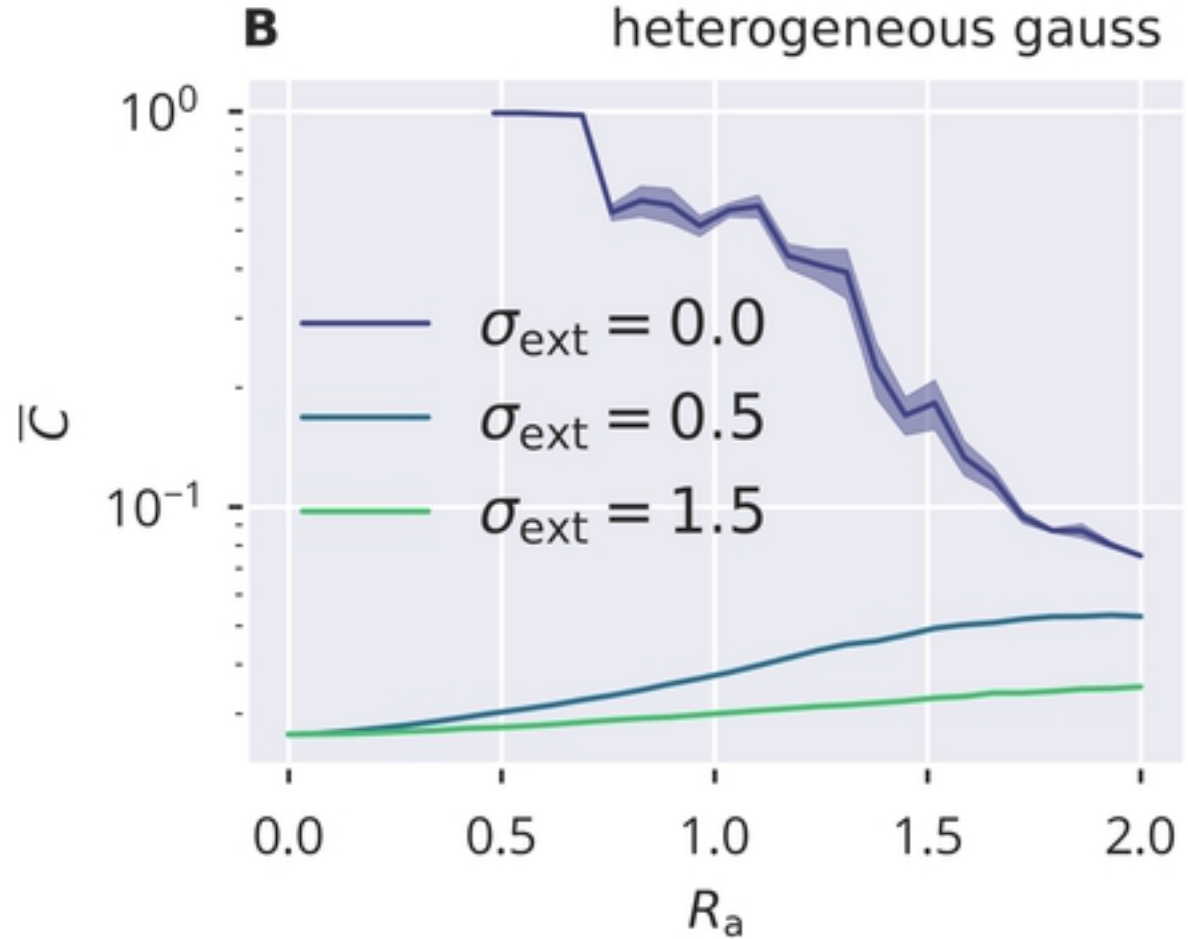 B
heterogeneous gauss
10⁰
σext = 0.0
σext = 0.5
10⁻¹
σext = 1.5
C̅
0.0 0.5 1.0 1.5 2.0
Ra